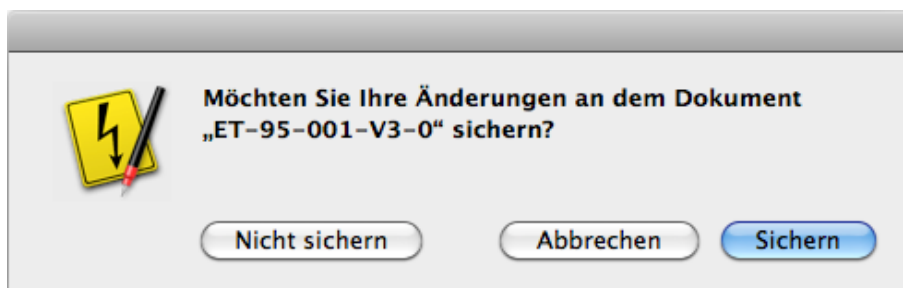 Möchten Sie Ihre Änderungen an dem Dokument
„ET-95-001-V3-0“ sichern?
Nicht sichern Abbrechen Sichern